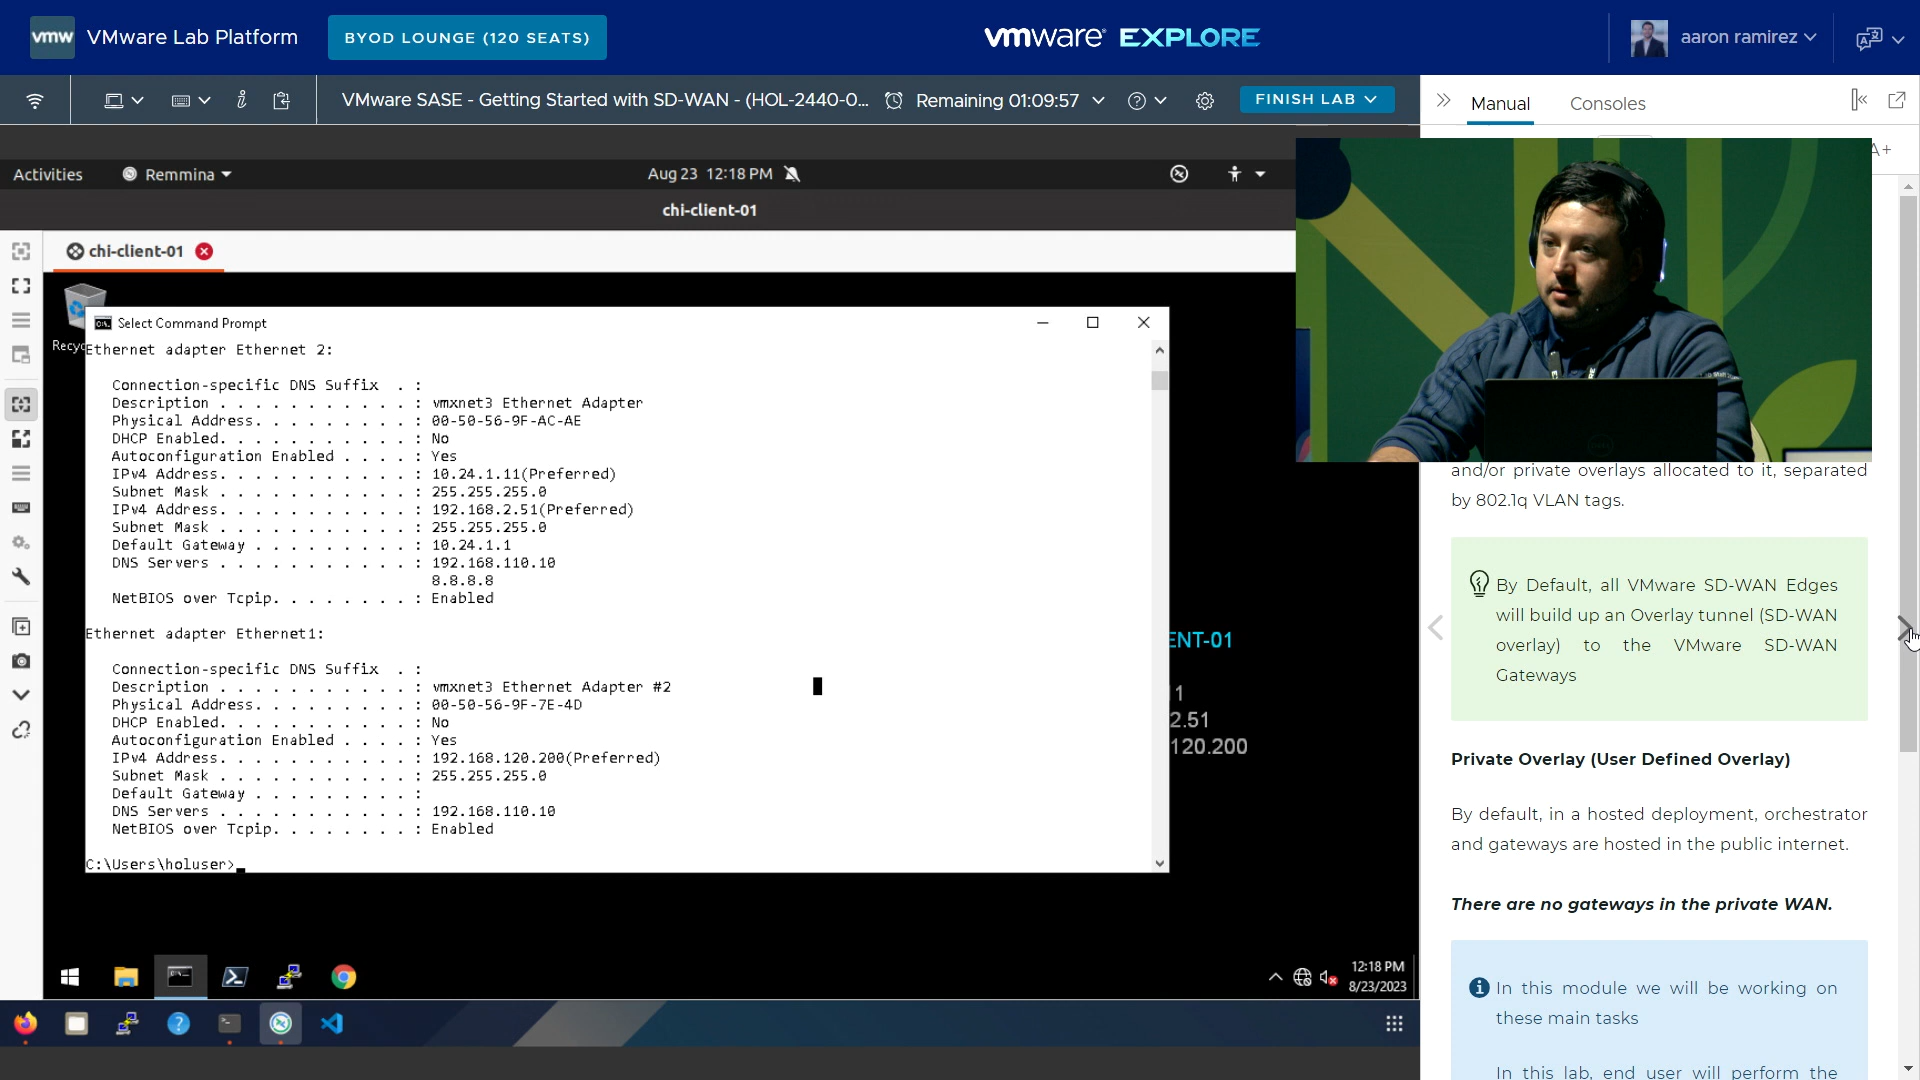 vmw VMware Lab Platform
BYOD LOUNGE (120 SEATS)
vmware EXPLORE
aaron ramirez
VMware SASE - Getting Started with SD-WAN - (HOL-2440-0...
Remaining 01:09:57
FINISH LAB
Manual
Consoles
A+
Activities
Remmina
Aug 23 12:18 PM
chi-client-01
chi-client-01
Select Command Prompt
Recyc
Ethernet adapter Ethernet 2:
Connection-specific DNS Suffix . :
Description . . . . . . . . . . . : vmxnet3 Ethernet Adapter
Physical Address. . . . . . . . . : 00-50-56-9F-AC-AE
DHCP Enabled. . . . . . . . . . . : No
Autoconfiguration Enabled . . . . : Yes
IPv4 Address. . . . . . . . . . . : 10.24.1.11(Preferred)
Subnet Mask . . . . . . . . . . . : 255.255.255.0
IPv4 Address. . . . . . . . . . . : 192.168.2.51(Preferred)
Subnet Mask . . . . . . . . . . . : 255.255.255.0
Default Gateway . . . . . . . . . : 10.24.1.1
DNS Servers . . . . . . . . . . . : 192.168.110.10
8.8.8.8
NetBIOS over Tcpip. . . . . . . . : Enabled
Ethernet adapter Ethernet1:
Connection-specific DNS Suffix . :
Description . . . . . . . . . . . : vmxnet3 Ethernet Adapter #2
Physical Address. . . . . . . . . : 00-50-56-9F-7E-4D
DHCP Enabled. . . . . . . . . . . : No
Autoconfiguration Enabled . . . . : Yes
IPv4 Address. . . . . . . . . . . : 192.168.120.200(Preferred)
Subnet Mask . . . . . . . . . . . : 255.255.255.0
Default Gateway . . . . . . . . . :
DNS Servers . . . . . . . . . . . : 192.168.110.10
NetBIOS over Tcpip. . . . . . . . : Enabled
C:\Users\holuser>
ENT-01
11
2.51
120.200
12:18 PM
8/23/2023
and/or private overlays allocated to it, separated
by 802.1q VLAN tags.
By Default, all VMware SD-WAN Edges
will build up an Overlay tunnel (SD-WAN
overlay) to the VMware SD-WAN
Gateways
Private Overlay (User Defined Overlay)
By default, in a hosted deployment, orchestrator
and gateways are hosted in the public internet.
There are no gateways in the private WAN.
In this module we will be working on
these main tasks
In this lab, end user will perform the